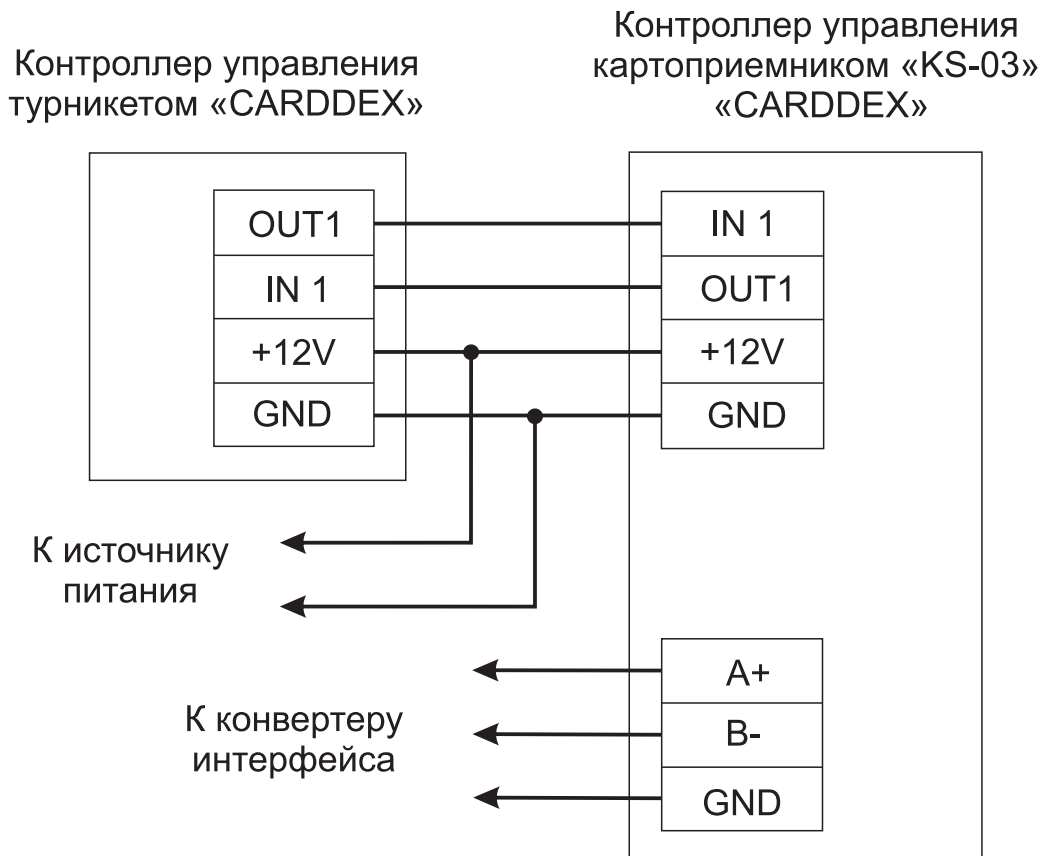 Контроллер управления
турникетом «CARDDEX»
Контроллер управления
картоприемником «KS-03»
«CARDDEX»
OUT1
IN 1
+12V
GND
IN 1
OUT1
+12V
GND
К источнику
питания
A+
B-
GND
К конвертеру
интерфейса